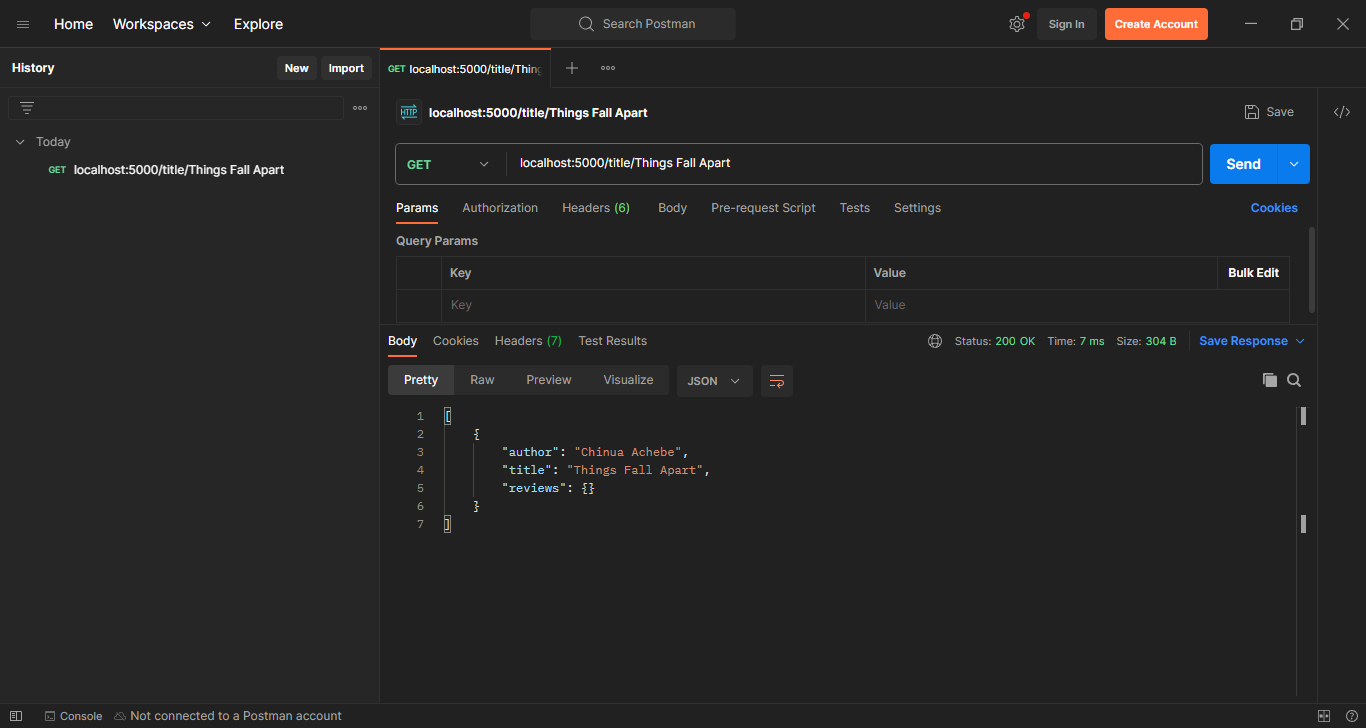 Home Workspaces Explore Search Postman Sign In Create Account
History New Import
GET localhost:5000/title/Thing
HTTP localhost:5000/title/Things Fall Apart Save </>
Today
GET localhost:5000/title/Things Fall Apart
GET localhost:5000/title/Things Fall Apart Send
Params Authorization Headers (6) Body Pre-request Script Tests Settings Cookies
Query Params
Key Value Bulk Edit
Key Value
Body Cookies Headers (7) Test Results Status: 200 OK Time: 7 ms Size: 304 B Save Response
Pretty Raw Preview Visualize JSON
1 [
2 {
3 "author": "Chinua Achebe",
4 "title": "Things Fall Apart",
5 "reviews": {}
6 }
7 ]
Console Not connected to a Postman account